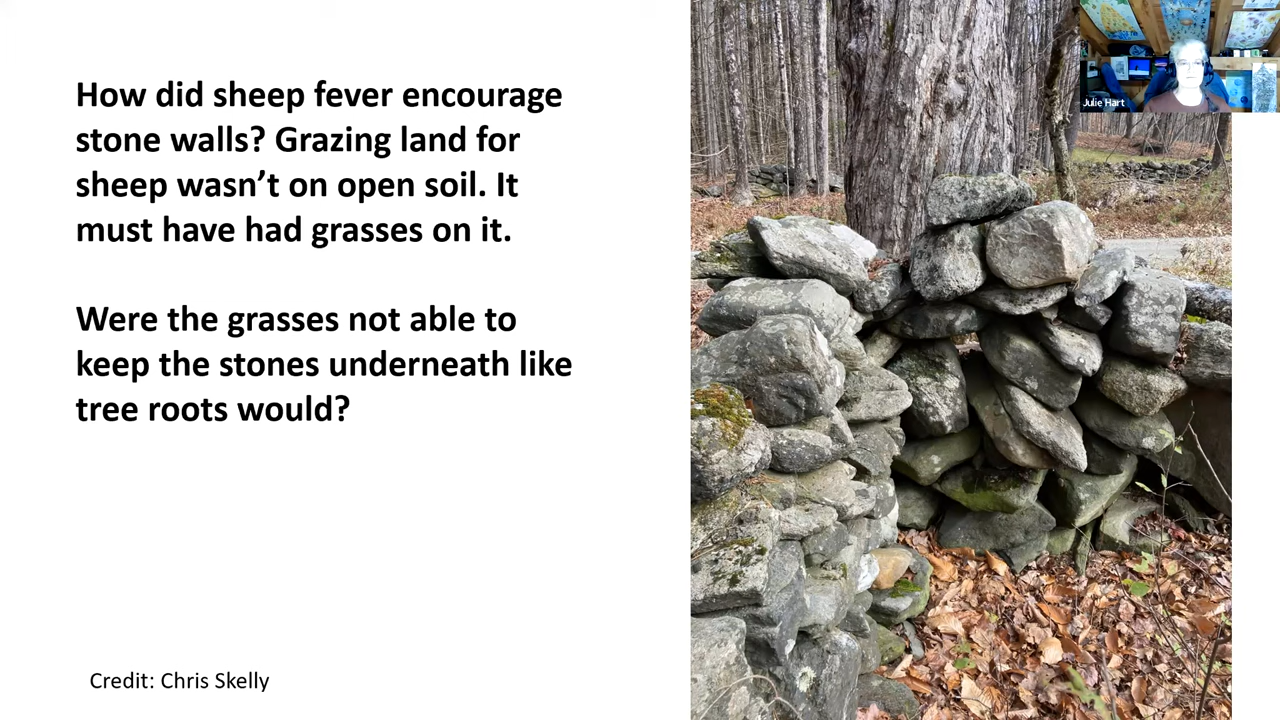 How did sheep fever encourage
stone walls? Grazing land for
sheep wasn’t on open soil. It
must have had grasses on it.
Were the grasses not able to
keep the stones underneath like
tree roots would?
Credit: Chris Skelly
Julie Hart